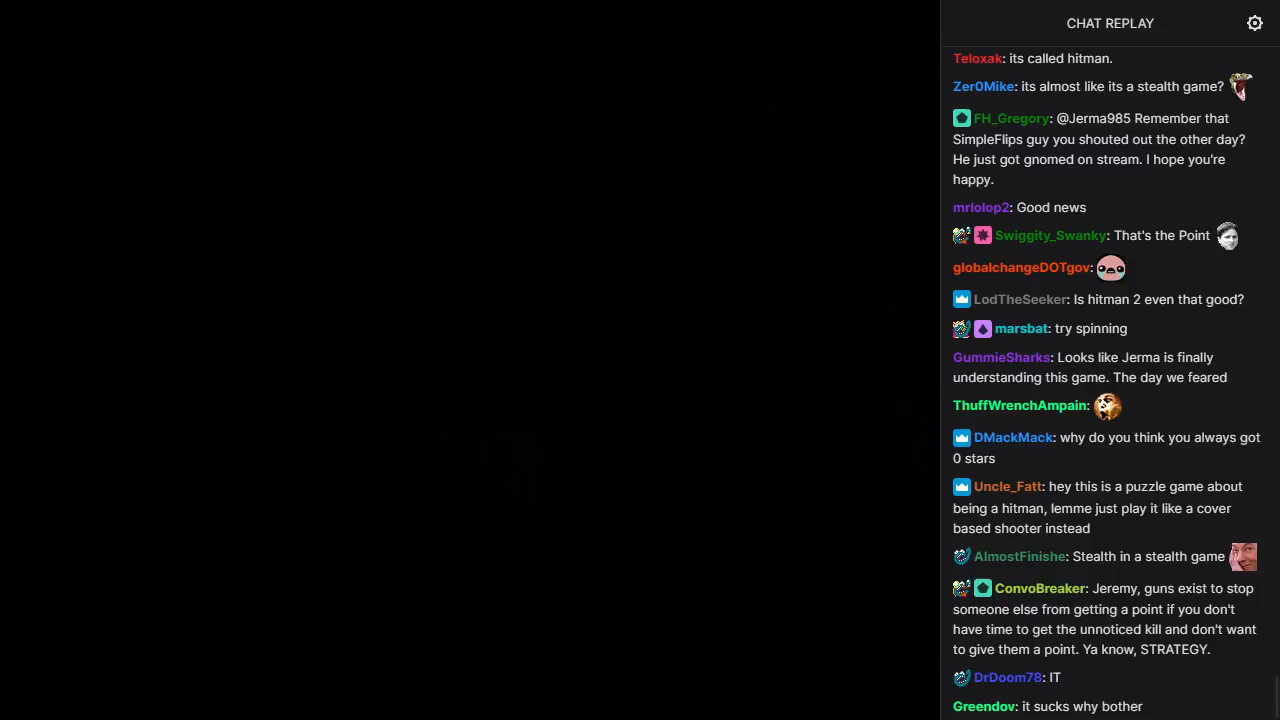 CHAT REPLAY
Teloxak: its called hitman.
Zer0Mike: its almost like its a stealth game?
FH_Gregory: @Jerma985 Remember that
SimpleFlips guy you shouted out the other day?
He just got gnomed on stream. I hope you're
happy.
mrlolop2: Good news
Swiggity_Swanky: That's the Point
globalchangeDOTgov:
LodTheSeeker: Is hitman 2 even that good?
marsbat: try spinning
GummieSharks: Looks like Jerma is finally
understanding this game. The day we feared
ThuffWrenchAmpain:
DMackMack: why do you think you always got
0 stars
Uncle_Fatt: hey this is a puzzle game about
being a hitman, lemme just play it like a cover
based shooter instead
AlmostFinishe: Stealth in a stealth game
ConvoBreaker: Jeremy, guns exist to stop
someone else from getting a point if you don't
have time to get the unnoticed kill and don't want
to give them a point. Ya know, STRATEGY.
DrDoom78: IT
Greendov: it sucks why bother